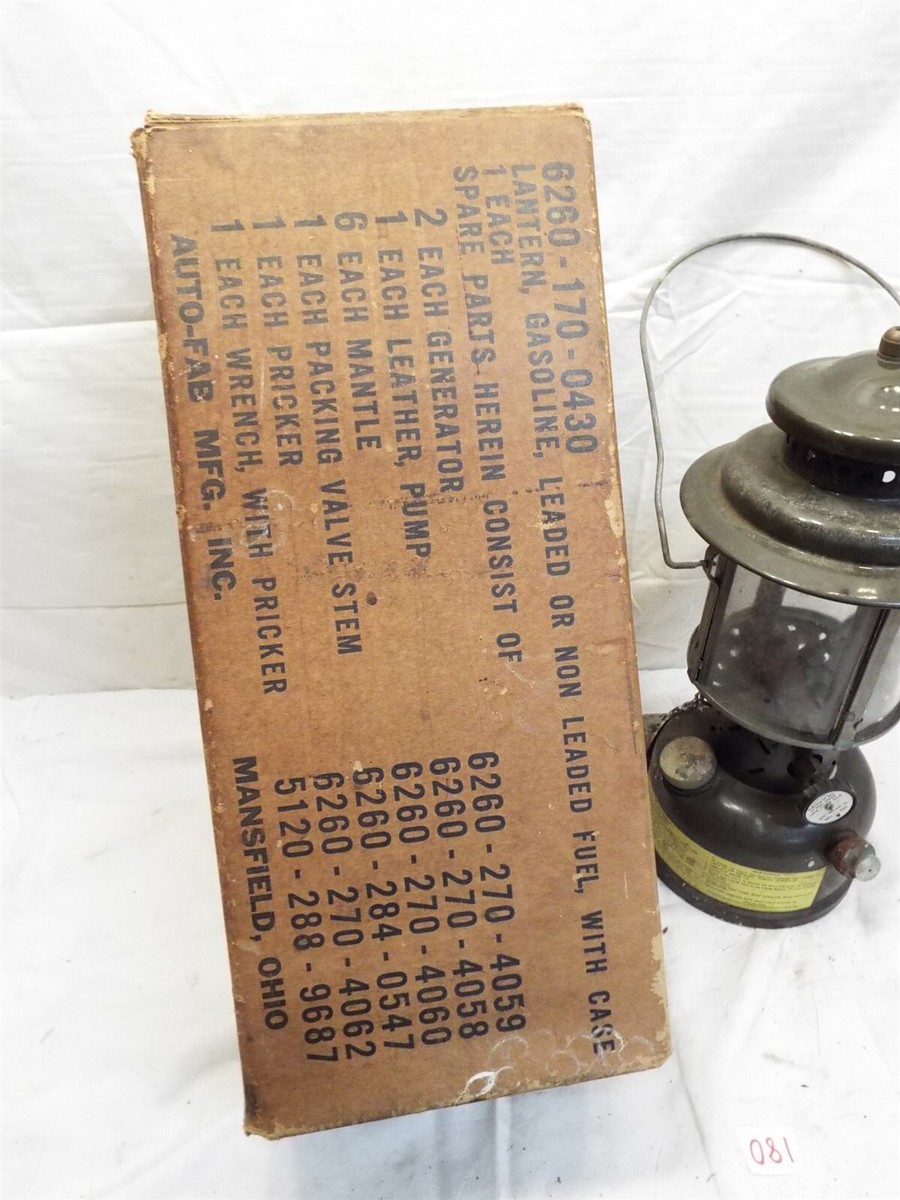 6260-170-0430
LANTERN, GASOLINE, LEADED OR NON LEADED FUEL, WITH CASE
1 EACH
SPARE PARTS HEREIN CONSIST OF
2 EACH GENERATOR 6260-270-4059
1 EACH LEATHER, PUMP 6260-270-4058
6 EACH MANTLE 6260-270-4060
1 EACH PACKING VALVE STEM 6260-284-0547
1 EACH PRICKER 6260-270-4062
1 EACH WRENCH, WITH PRICKER 5120-288-9687
AUTO-FAB MFG. INC. MANSFIELD, OHIO
081